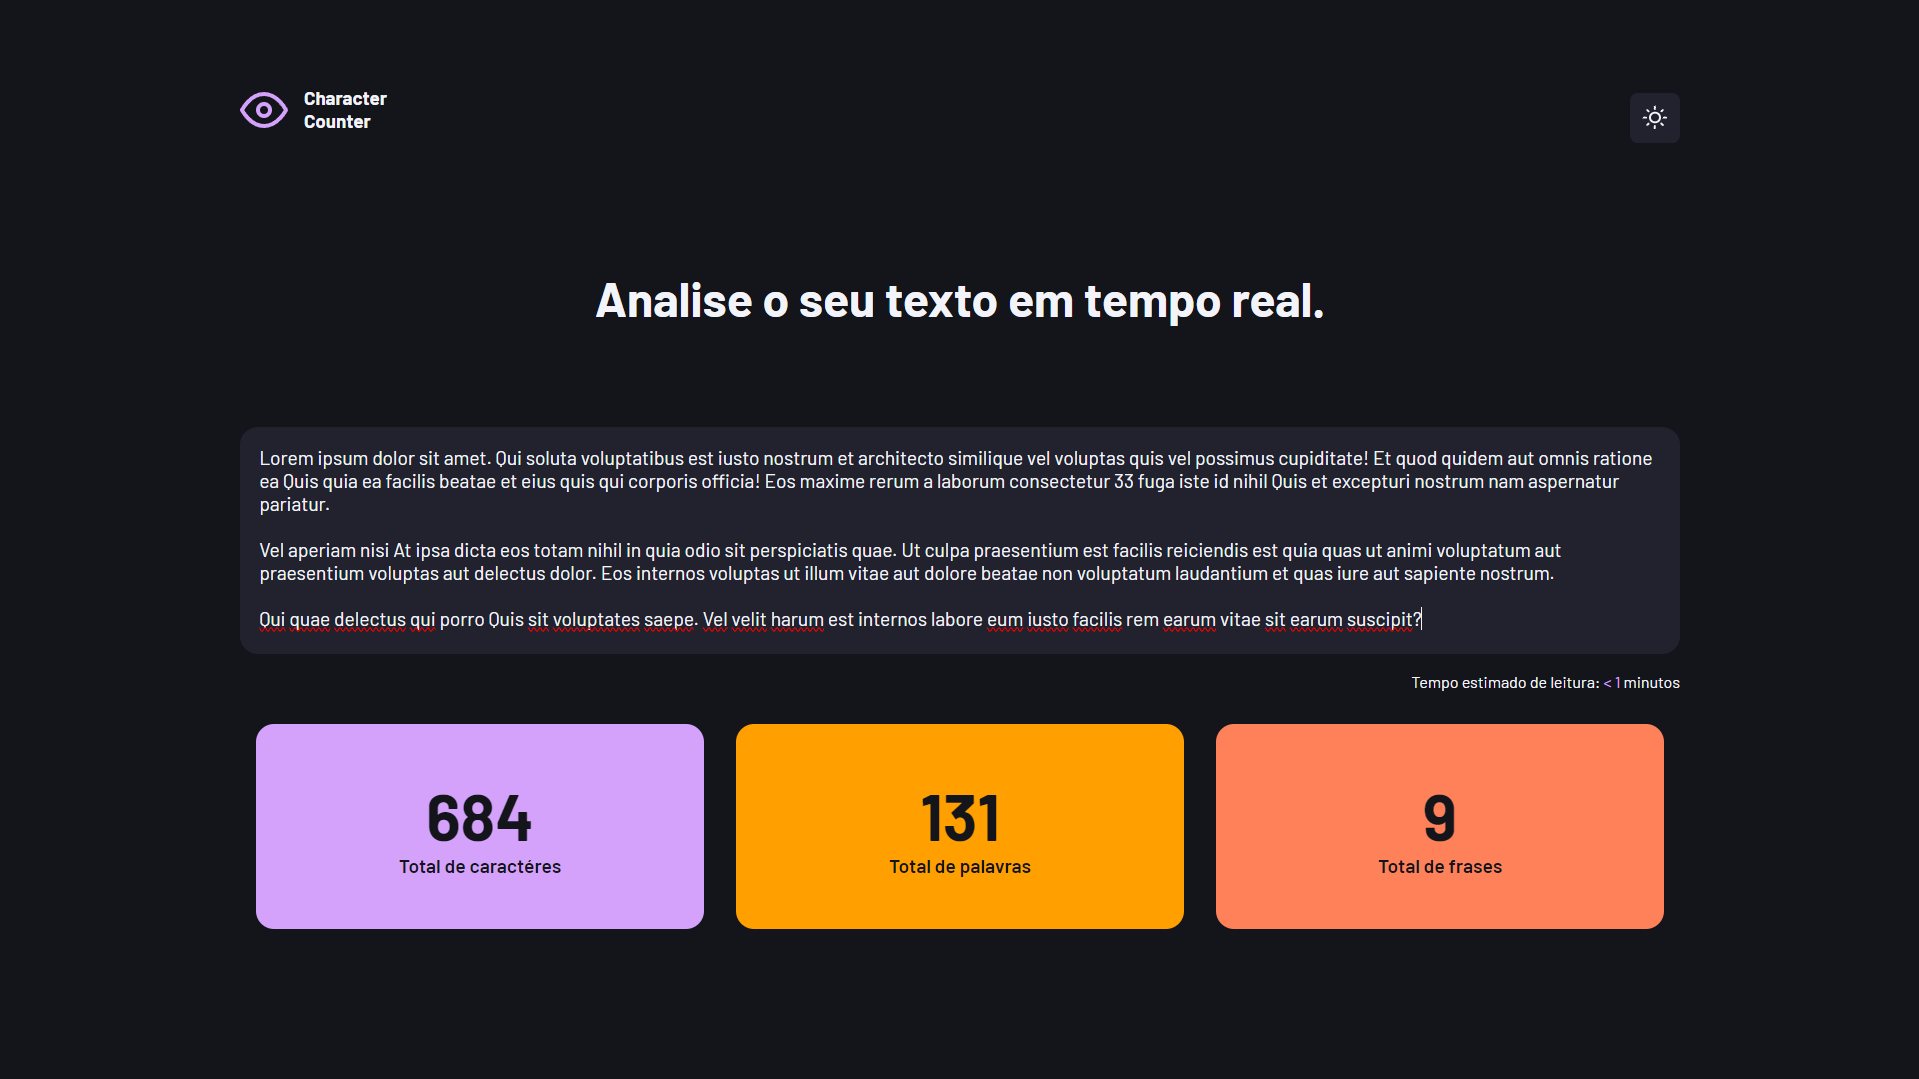 Character
Counter
Analise o seu texto em tempo real.
Lorem ipsum dolor sit amet. Qui soluta voluptatibus est iusto nostrum et architecto similique vel voluptas quis vel possimus cupiditate! Et quod quidem aut omnis ratione
ea Quis quia ea facilis beatae et eius quis qui corporis officia! Eos maxime rerum a laborum consectetur 33 fuga iste id nihil Quis et excepturi nostrum nam aspernatur
pariatur.
Vel aperiam nisi At ipsa dicta eos totam nihil in quia odio sit perspiciatis quae. Ut culpa praesentium est facilis reiciendis est quia quas ut animi voluptatum aut
praesentium voluptas aut delectus dolor. Eos internos voluptas ut illum vitae aut dolore beatae non voluptatum laudantium et quas iure aut sapiente nostrum.
Qui quae delectus qui porro Quis sit voluptates saepe. Vel velit harum est internos labore eum iusto facilis rem earum vitae sit earum suscipit?
Tempo estimado de leitura: < 1 minutos
684
Total de caractéres
131
Total de palavras
9
Total de frases